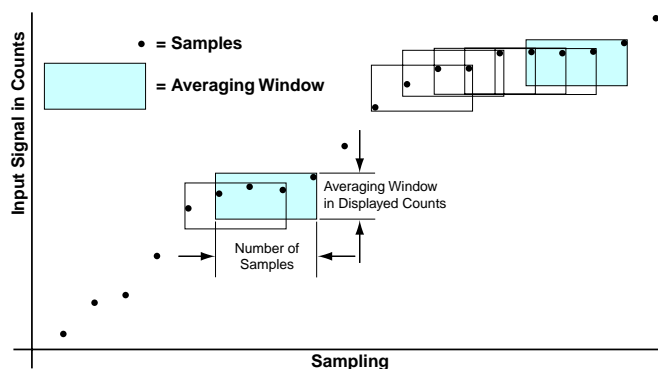 = Samples
= Averaging Window
Input Signal in Counts
Averaging Window
in Displayed Counts
Number of
Samples
Sampling